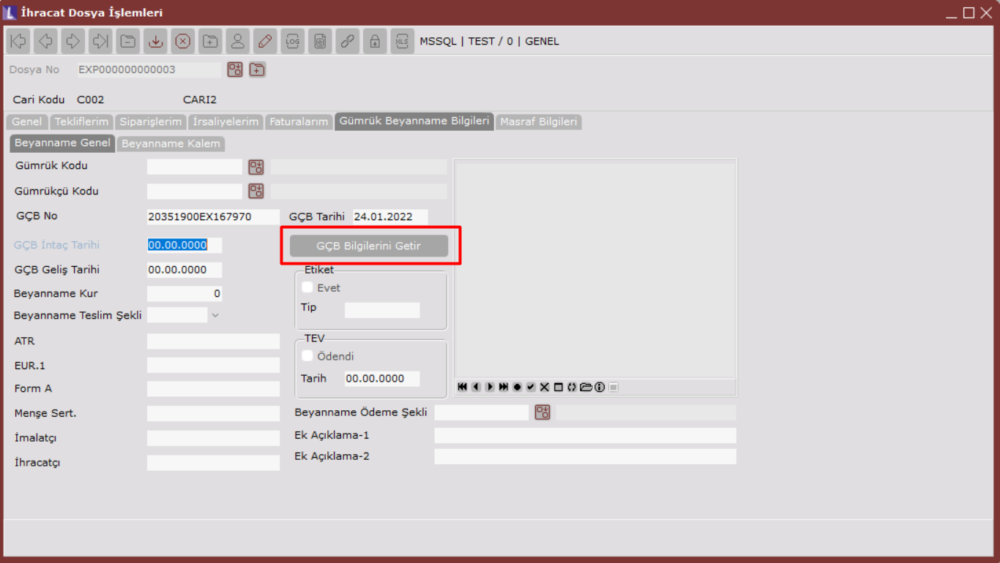 İhracat Dosya İşlemleri
LOG XLS MSSQL | TEST / 0 | GENEL
Dosya No EXP000000000003
Cari Kodu C002 CARI2
Genel Tekliflerim Siparişlerim İrsaliyelerim Faturalarım Gümrük Beyanname Bilgileri Masraf Bilgileri
Beyanname Genel Beyanname Kalem
Gümrük Kodu
Gümrükçü Kodu
GÇB No 20351900EX167970 GÇB Tarihi 24.01.2022
GÇB İntaç Tarihi 00.00.0000 GÇB Bilgilerini Getir
GÇB Geliş Tarihi 00.00.0000 Etiket
Evet
Beyanname Kur 0
Tip
Beyanname Teslim Şekli
ATR TEV
Ödendi
EUR.1
Tarih 00.00.0000
Form A
Menşe Sert. Beyanname Ödeme Şekli
İmalatçı Ek Açıklama-1
İhracatçı Ek Açıklama-2